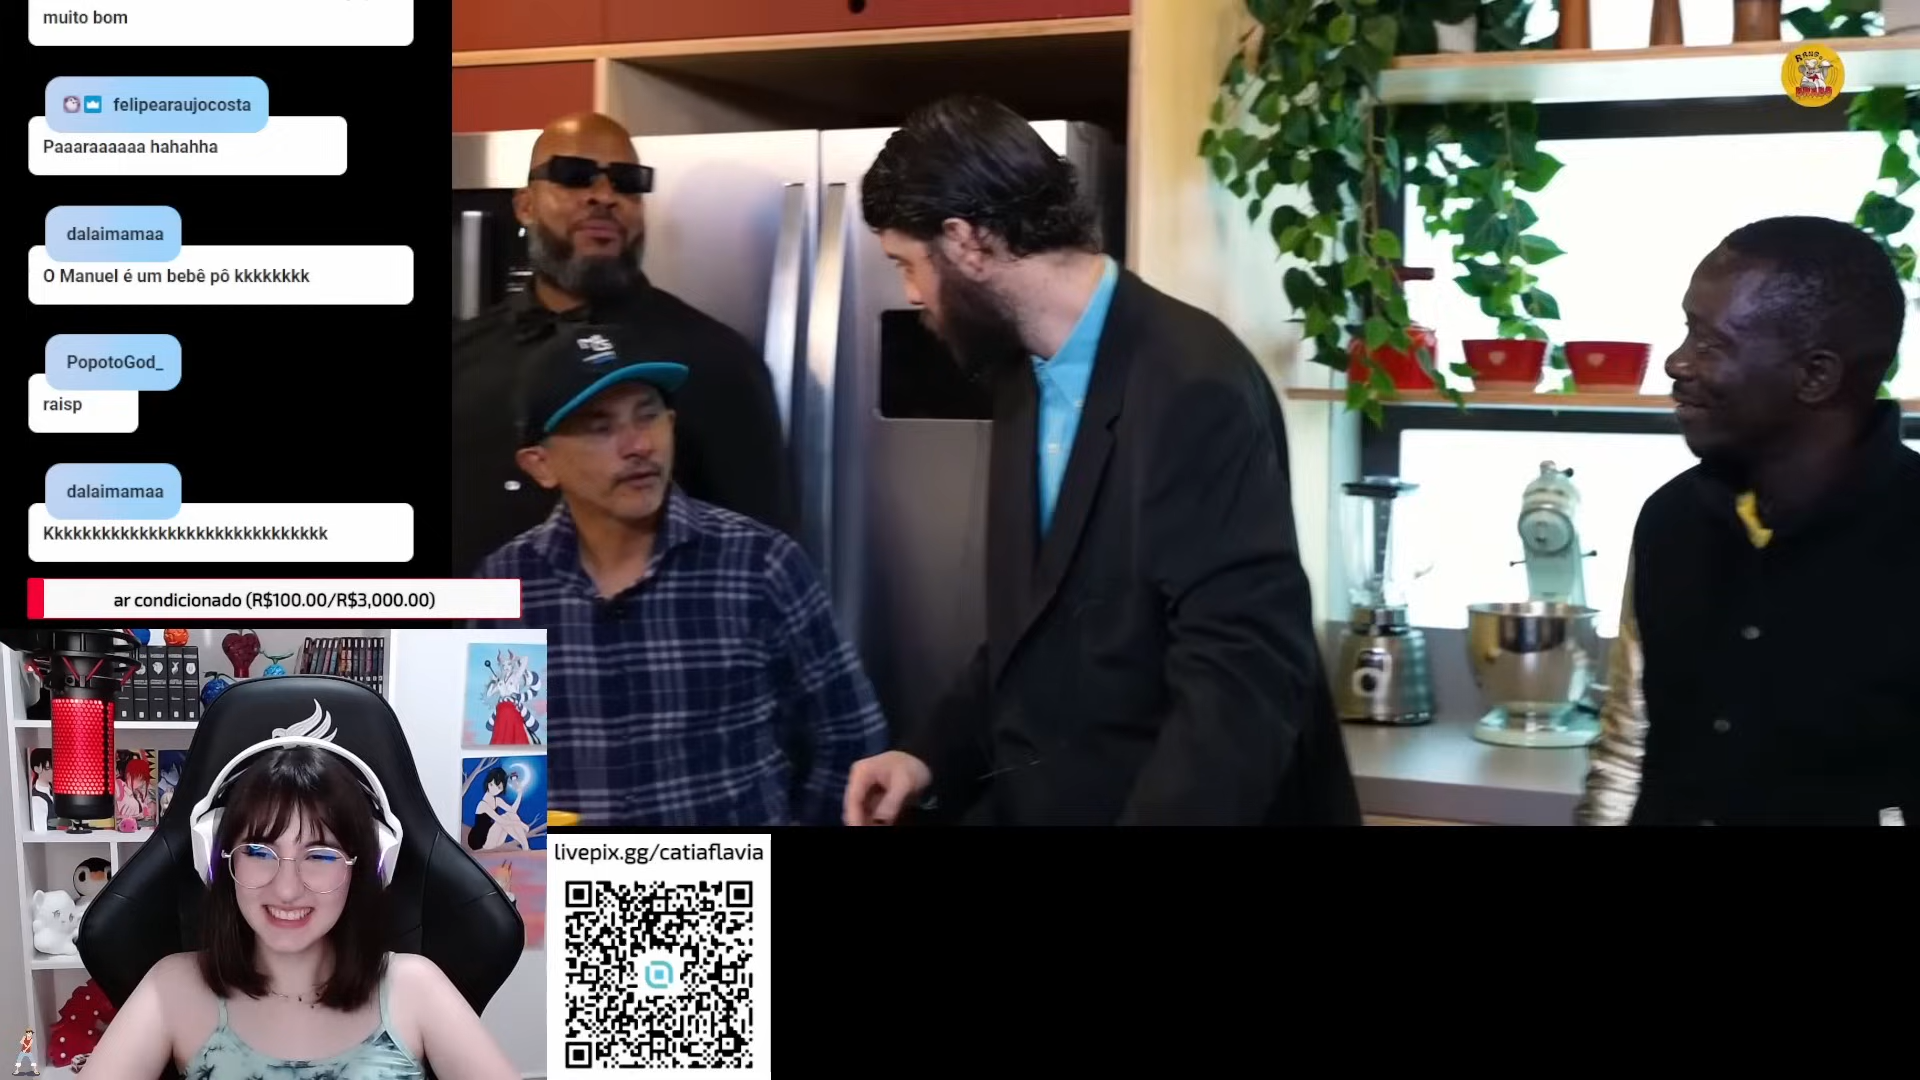 muito bom
felipearaujocosta
Paaaraaaaaa hahahha
dalaimamaa
O Manuel é um bebê pô kkkkkkkk
PopotoGod_
raisp
dalaimamaa
Kkkkkkkkkkkkkkkkkkkkkkkkkkkkkk
ar condicionado (R$100.00/R$3,000.00)
livepix.gg/catiaflavia